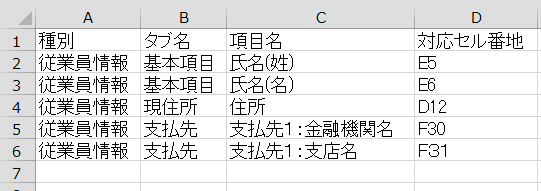 A B C D
1 種別 タブ名 項目名 対応セル番地
2 従業員情報 基本項目 氏名(姓) E5
3 従業員情報 基本項目 氏名(名) E6
4 従業員情報 現住所 住所 D12
5 従業員情報 支払先 支払先1:金融機関名 F30
6 従業員情報 支払先 支払先1:支店名 F31
7